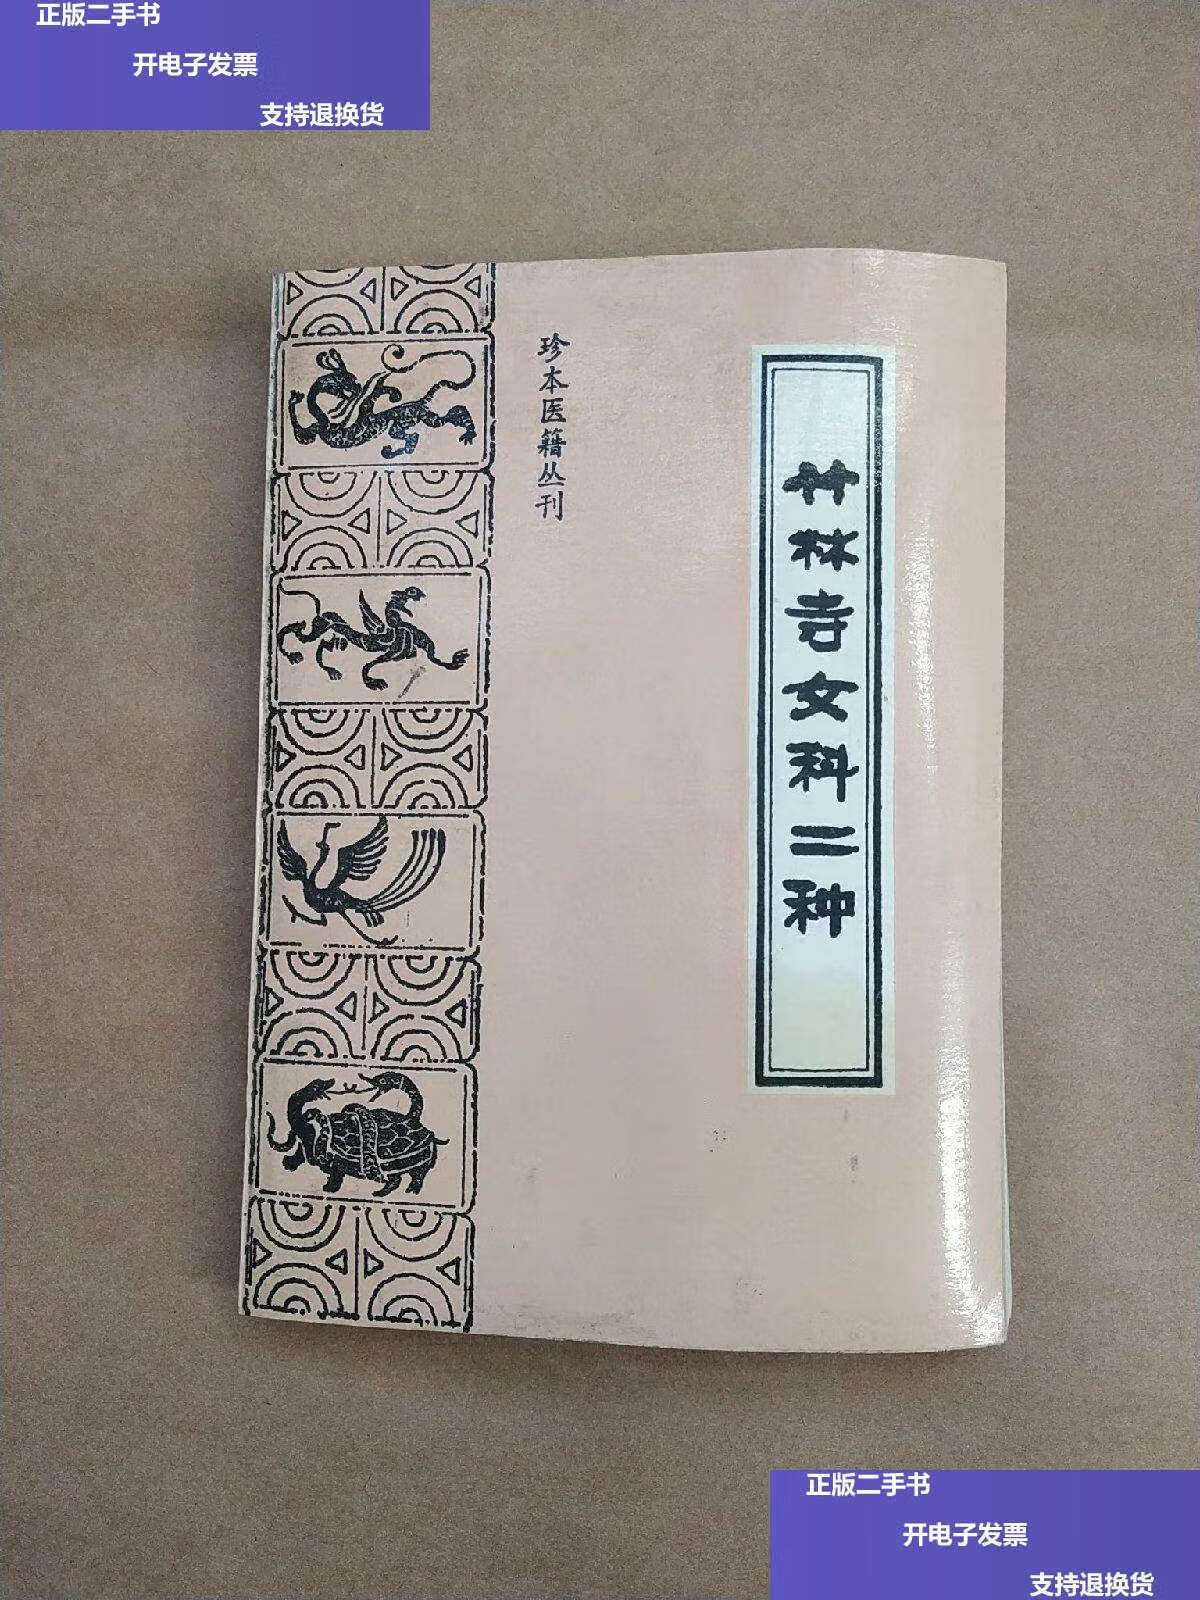 正版二手书
开电子发票
支持退换货
珍本医籍丛刊
竹林寺女科二种
正版二手书
开电子发票
支持退换货